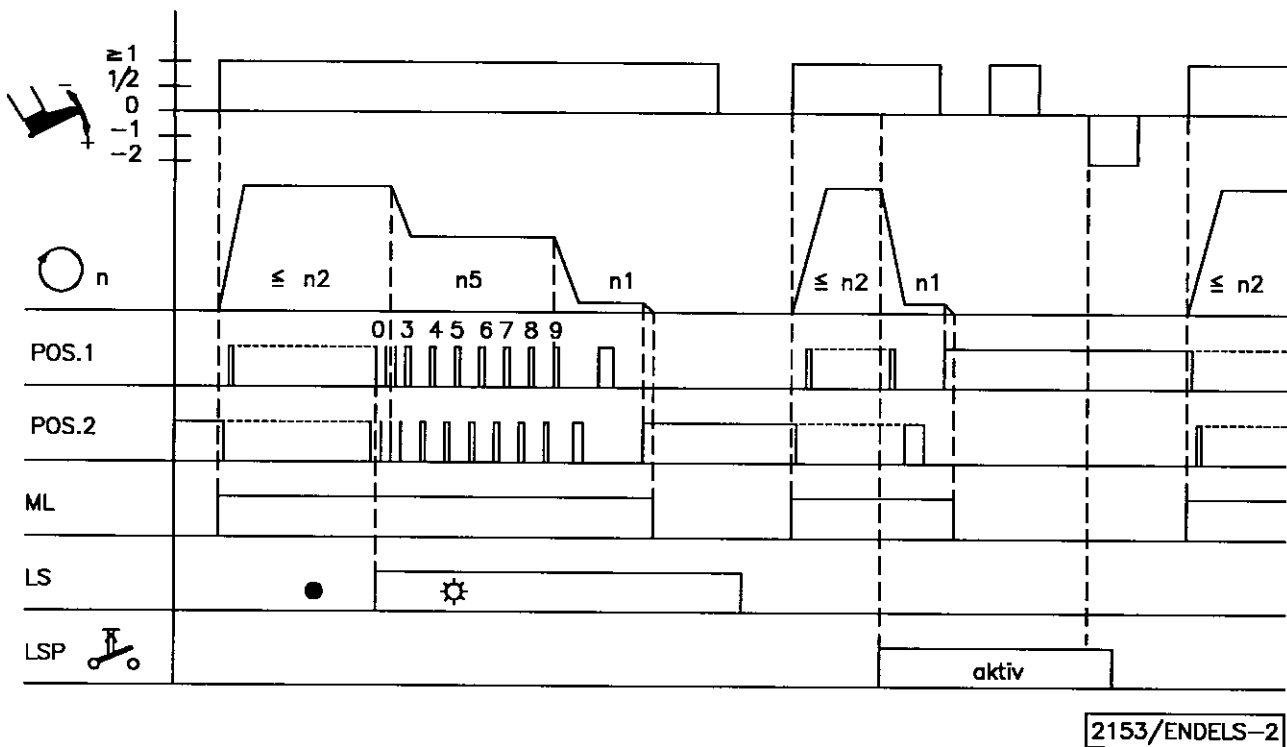 ≥1
1/2
0
-1
-2
−
+
n
≤ n2
n5
n1
≤ n2
n1
≤ n2
0 3 4 5 6 7 8 9
POS.1
POS.2
ML
LS
LSP
aktiv
2153/ENDELS-2